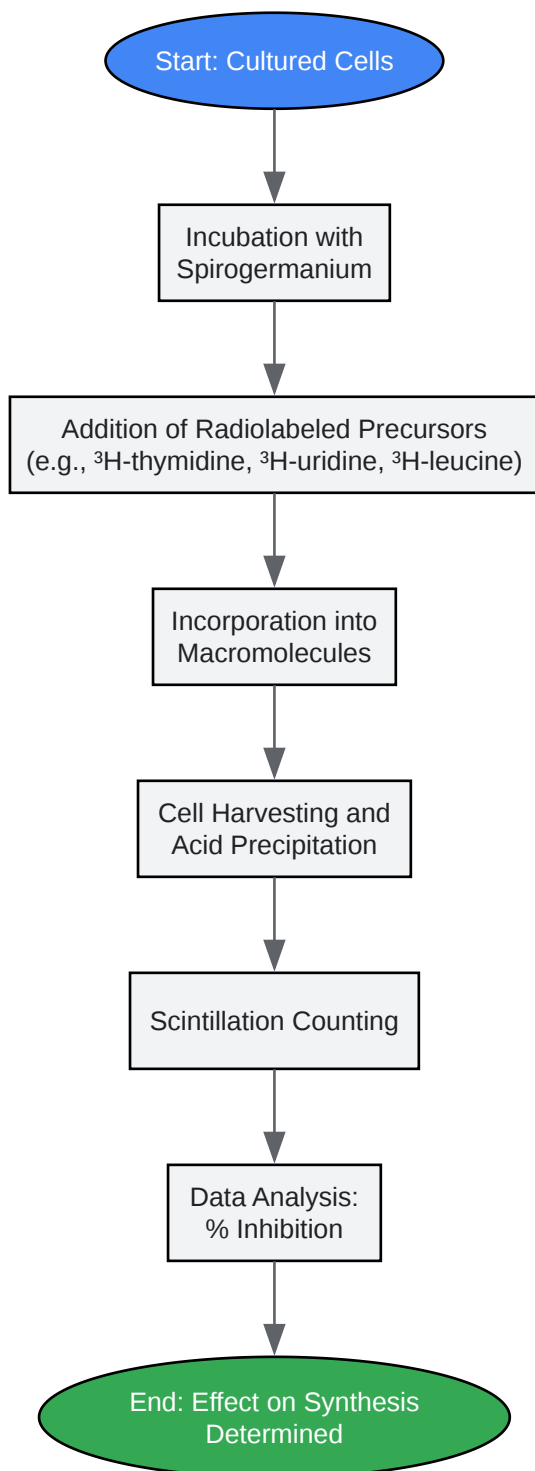 Start: Cultured Cells
Incubation with
Spirogermanium
Addition of Radiolabeled Precursors
(e.g., ³H-thymidine, ³H-uridine, ³H-leucine)
Incorporation into
Macromolecules
Cell Harvesting and
Acid Precipitation
Scintillation Counting
Data Analysis:
% Inhibition
End: Effect on Synthesis
Determined